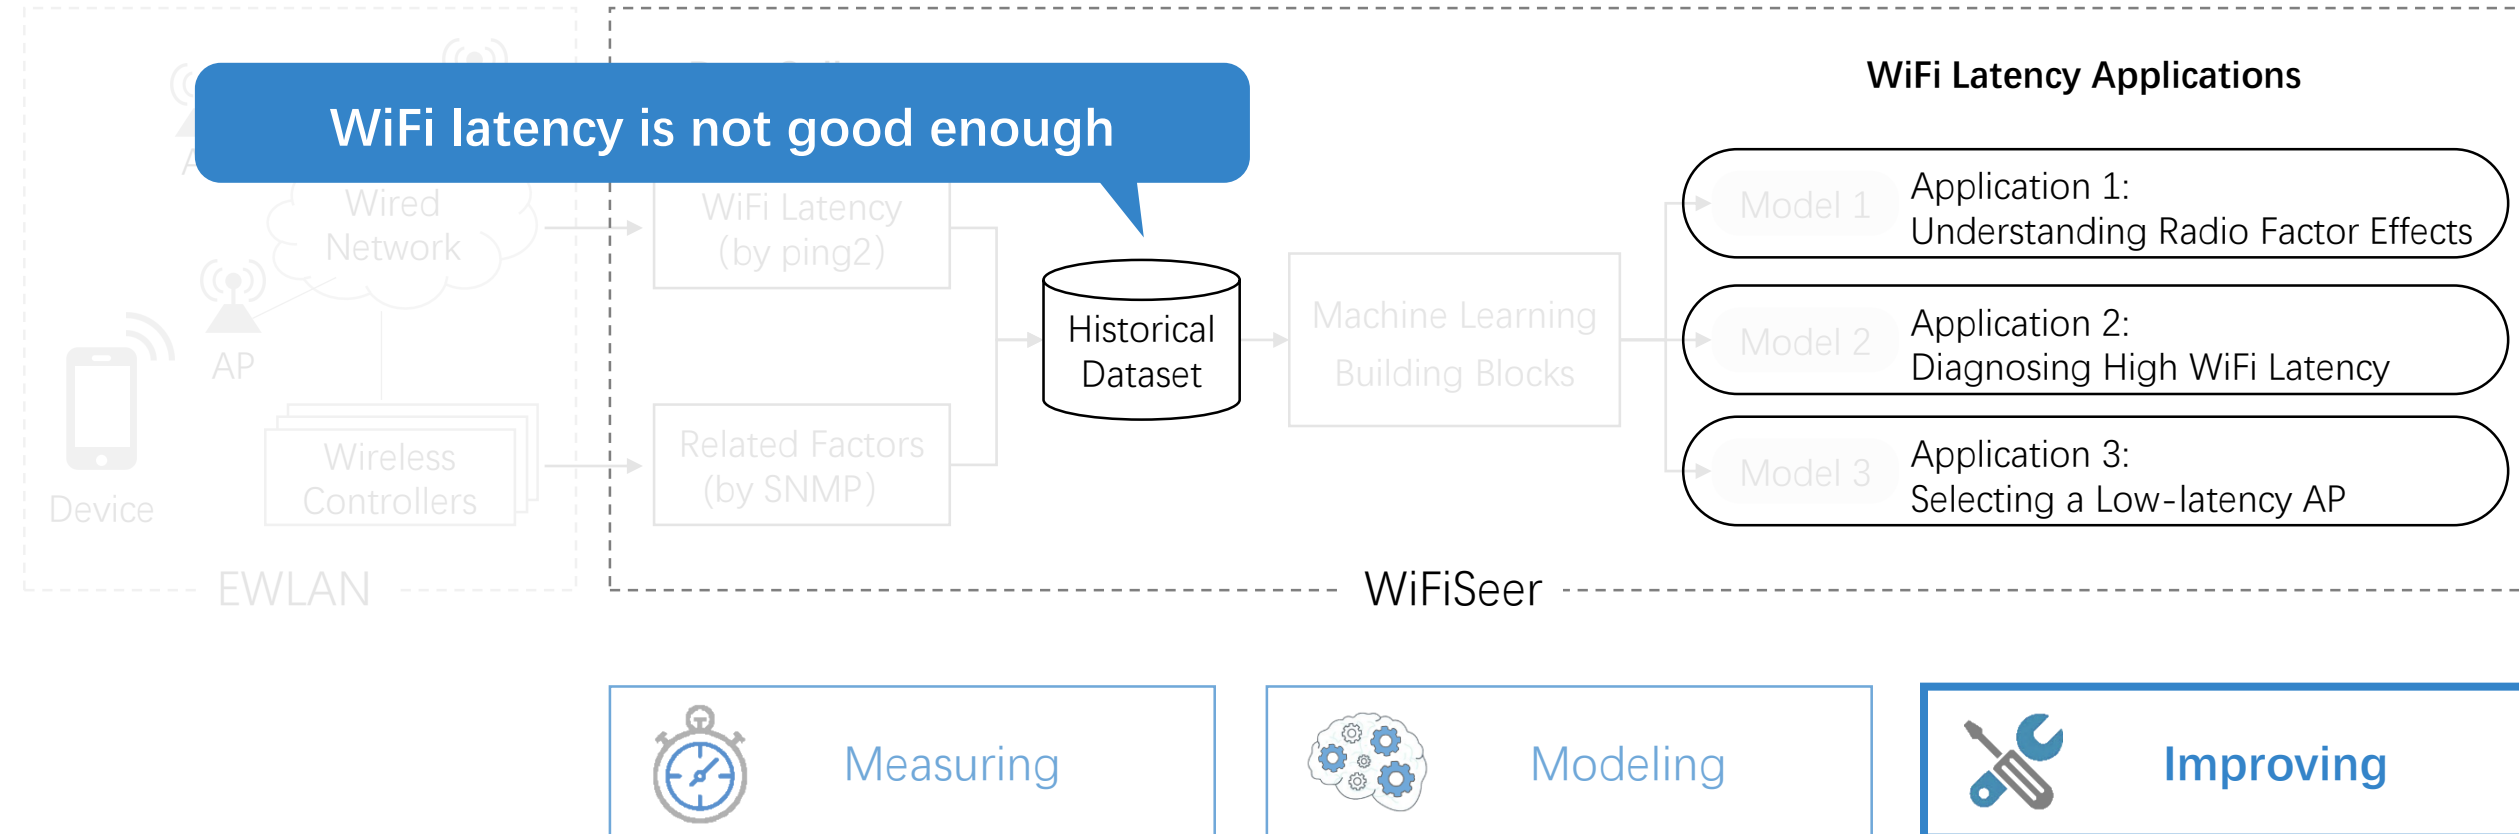 WiFi latency is not good enough
WiFi Latency Applications
Wired
Network
AP
Device
Wireless
Controllers
EWLAN
WiFi Latency
(by ping2)
Related Factors
(by SNMP)
Historical
Dataset
Machine Learning
Building Blocks
Model 1
Application 1:
Understanding Radio Factor Effects
Model 2
Application 2:
Diagnosing High WiFi Latency
Model 3
Application 3:
Selecting a Low-latency AP
WiFiSeer
Measuring
Modeling
Improving